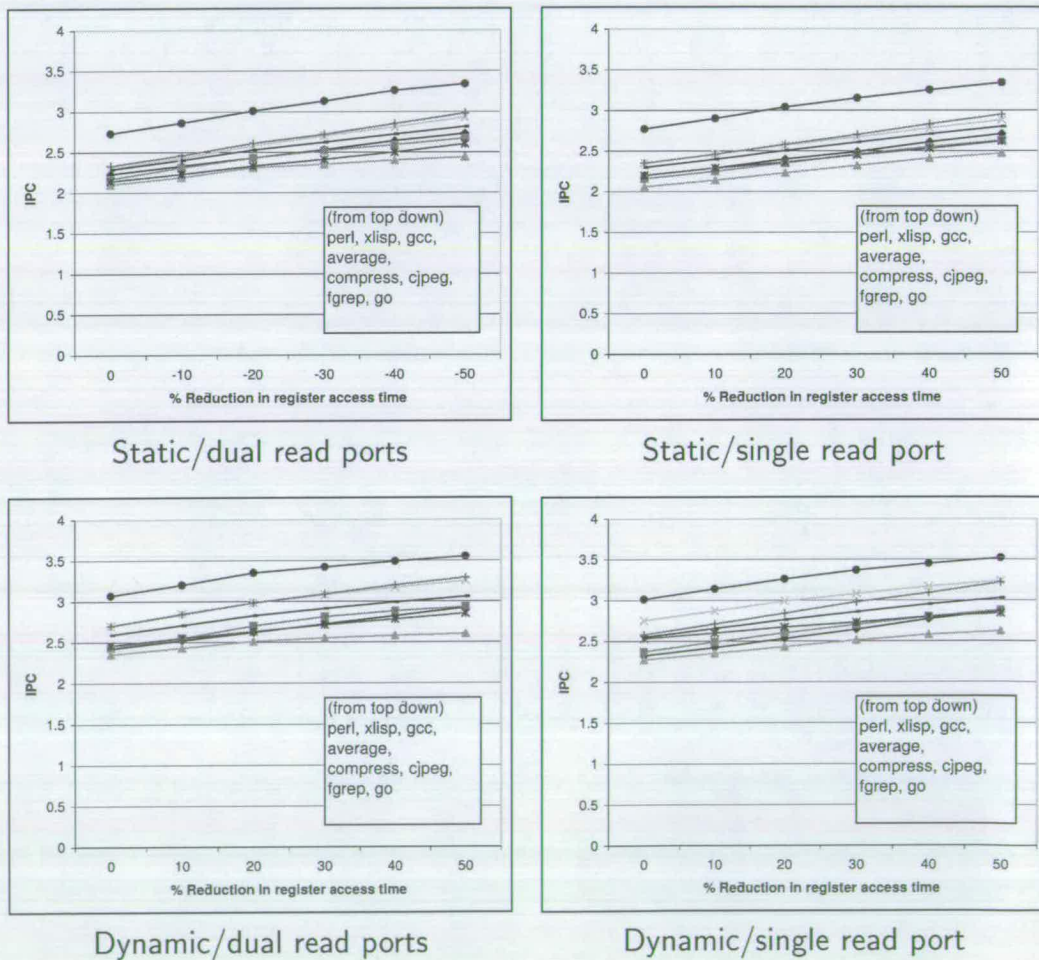 4
3.5
3
2.5
2
1.5
1
0.5
0
IPC
(from top down)
perl, xlisp, gcc,
average,
compress, cjpeg,
fgrep, go
0 -10 -20 -30 -40 -50
% Reduction in register access time
Static/dual read ports
4
3.5
3
2.5
2
1.5
1
0.5
0
IPC
(from top down)
perl, xlisp, gcc,
average,
compress, cjpeg,
fgrep, go
0 10 20 30 40 50
% Reduction in register access time
Static/single read port
4
3.5
3
2.5
2
1.5
1
0.5
0
IPC
(from top down)
perl, xlisp, gcc,
average,
compress, cjpeg,
fgrep, go
0 10 20 30 40 50
% Reduction in register access time
Dynamic/dual read ports
4
3.5
3
2.5
2
1.5
1
0.5
0
IPC
(from top down)
perl, xlisp, gcc,
average,
compress, cjpeg,
fgrep, go
0 10 20 30 40 50
% Reduction in register access time
Dynamic/single read port